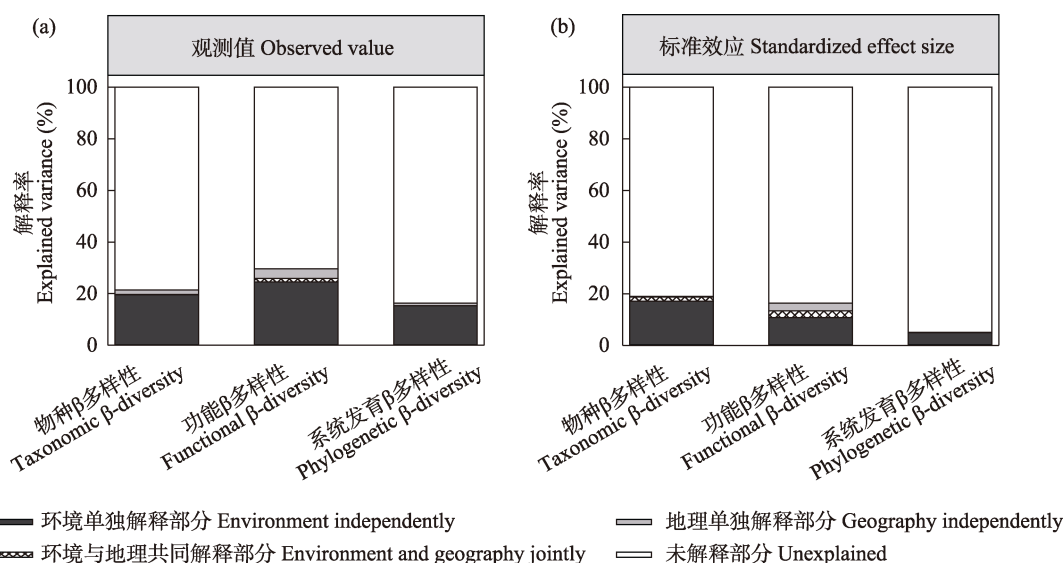 (a)
观测值 Observed value
解释率
Explained variance (%)
100
80
60
40
20
0
物种β多样性
Taxonomic β-diversity
功能β多样性
Functional β-diversity
系统发育β多样性
Phylogenetic β-diversity
(b)
标准效应 Standardized effect size
解释率
Explained variance (%)
100
80
60
40
20
0
物种β多样性
Taxonomic β-diversity
功能β多样性
Functional β-diversity
系统发育β多样性
Phylogenetic β-diversity
环境单独解释部分 Environment independently
地理单独解释部分 Geography independently
环境与地理共同解释部分 Environment and geography jointly
未解释部分 Unexplained